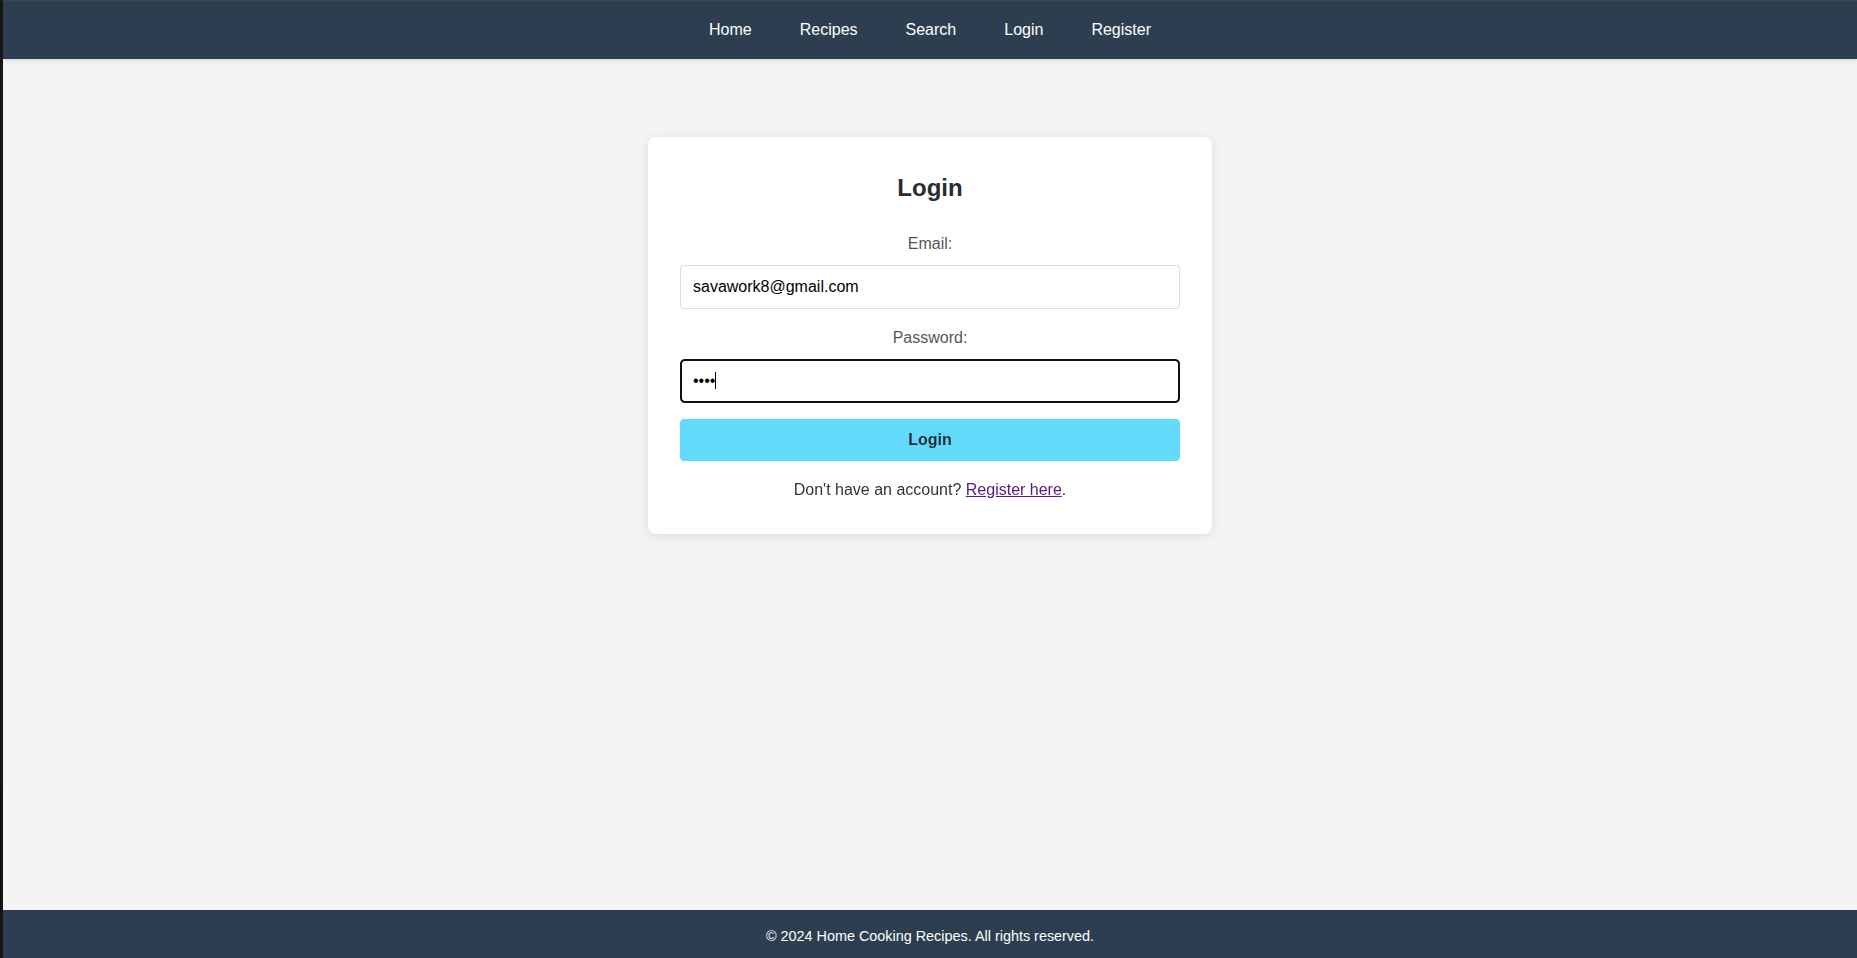 Home Recipes Search Login Register
Login
Email:
savawork8@gmail.com
Password:
••••
Login
Don't have an account? Register here.
© 2024 Home Cooking Recipes. All rights reserved.